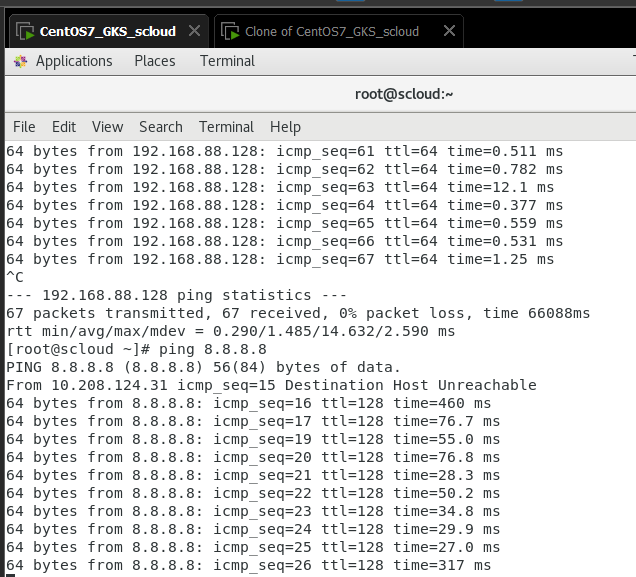 CentOS7_GKS_scloud Clone of CentOS7_GKS_scloud
Applications Places Terminal
root@scloud:~
File Edit View Search Terminal Help
64 bytes from 192.168.88.128: icmp_seq=61 ttl=64 time=0.511 ms
64 bytes from 192.168.88.128: icmp_seq=62 ttl=64 time=0.782 ms
64 bytes from 192.168.88.128: icmp_seq=63 ttl=64 time=12.1 ms
64 bytes from 192.168.88.128: icmp_seq=64 ttl=64 time=0.377 ms
64 bytes from 192.168.88.128: icmp_seq=65 ttl=64 time=0.559 ms
64 bytes from 192.168.88.128: icmp_seq=66 ttl=64 time=0.531 ms
64 bytes from 192.168.88.128: icmp_seq=67 ttl=64 time=1.25 ms
^C
--- 192.168.88.128 ping statistics ---
67 packets transmitted, 67 received, 0% packet loss, time 66088ms
rtt min/avg/max/mdev = 0.290/1.485/14.632/2.590 ms
[root@scloud ~]# ping 8.8.8.8
PING 8.8.8.8 (8.8.8.8) 56(84) bytes of data.
From 10.208.124.31 icmp_seq=15 Destination Host Unreachable
64 bytes from 8.8.8.8: icmp_seq=16 ttl=128 time=460 ms
64 bytes from 8.8.8.8: icmp_seq=17 ttl=128 time=76.7 ms
64 bytes from 8.8.8.8: icmp_seq=19 ttl=128 time=55.0 ms
64 bytes from 8.8.8.8: icmp_seq=20 ttl=128 time=76.8 ms
64 bytes from 8.8.8.8: icmp_seq=21 ttl=128 time=28.3 ms
64 bytes from 8.8.8.8: icmp_seq=22 ttl=128 time=50.2 ms
64 bytes from 8.8.8.8: icmp_seq=23 ttl=128 time=34.8 ms
64 bytes from 8.8.8.8: icmp_seq=24 ttl=128 time=29.9 ms
64 bytes from 8.8.8.8: icmp_seq=25 ttl=128 time=27.0 ms
64 bytes from 8.8.8.8: icmp_seq=26 ttl=128 time=317 ms